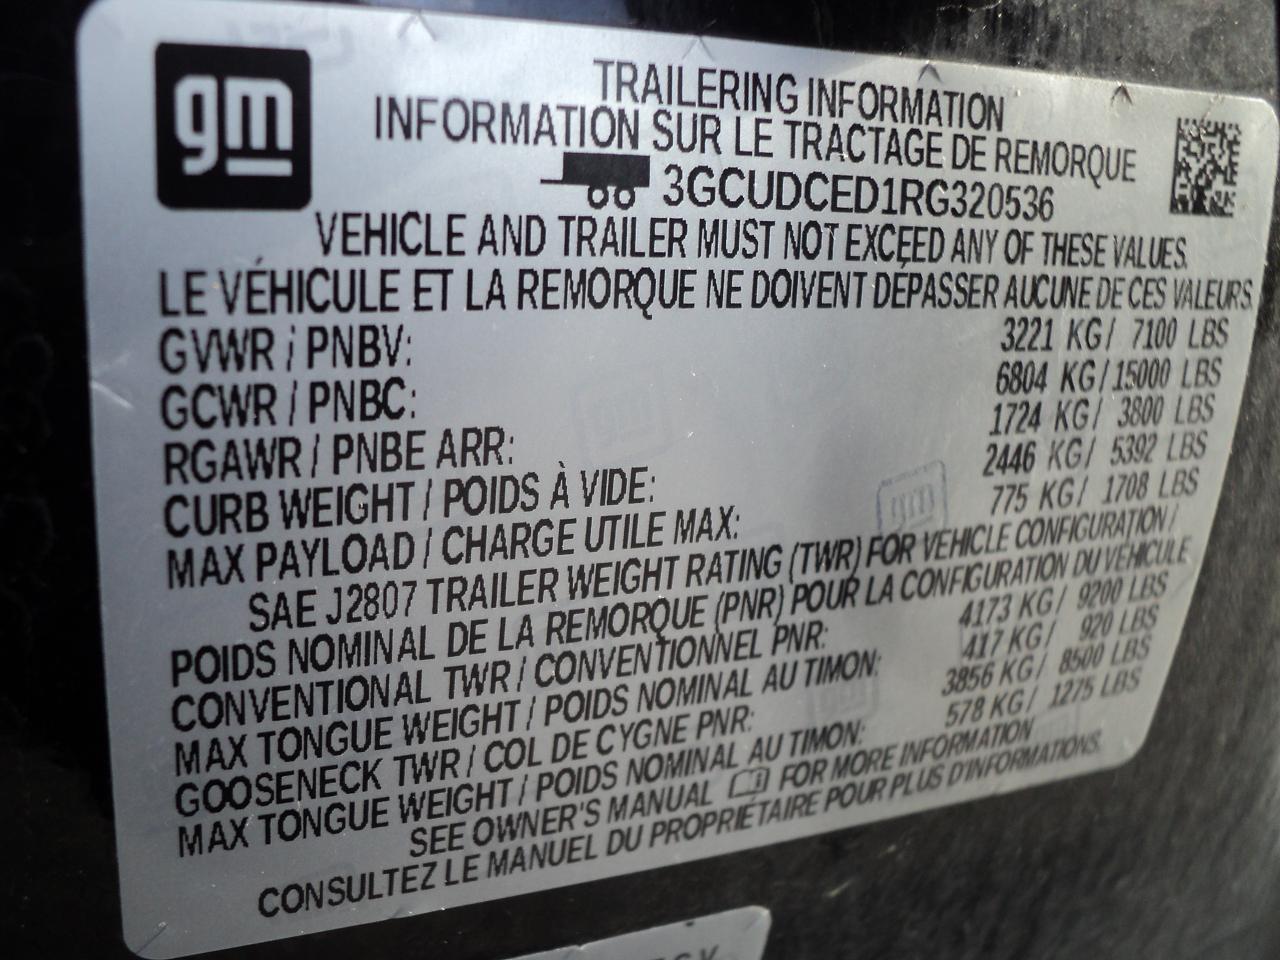 gm
TRAILERING INFORMATION
INFORMATION SUR LE TRACTAGE DE REMORQUE
3GCUDCED1RG320536
VEHICLE AND TRAILER MUST NOT EXCEED ANY OF THESE VALUES.
LE VÉHICULE ET LA REMORQUE NE DOIVENT DÉPASSER AUCUNE DE CES VALEURS.
GVWR / PNBV: 3221 KG/ 7100 LBS
GCWR / PNBC: 6804 KG/15000 LBS
RGAWR / PNBE ARR: 1724 KG/ 3800 LBS
CURB WEIGHT / POIDS À VIDE: 2446 KG/ 5392 LBS
MAX PAYLOAD / CHARGE UTILE MAX: 775 KG/ 1708 LBS
SAE J2807 TRAILER WEIGHT RATING (TWR) FOR VEHICLE CONFIGURATION /
POIDS NOMINAL DE LA REMORQUE (PNR) POUR LA CONFIGURATION DU VÉHICULE
CONVENTIONAL TWR / CONVENTIONNEL PNR: 4173 KG/ 9200 LBS
MAX TONGUE WEIGHT / POIDS NOMINAL AU TIMON: 417 KG/ 920 LBS
GOOSENECK TWR / COL DE CYGNE PNR: 3856 KG/ 8500 LBS
MAX TONGUE WEIGHT / POIDS NOMINAL AU TIMON: 578 KG/ 1275 LBS
SEE OWNER'S MANUAL FOR MORE INFORMATION
CONSULTEZ LE MANUEL DU PROPRIÉTAIRE POUR PLUS D'INFORMATIONS.